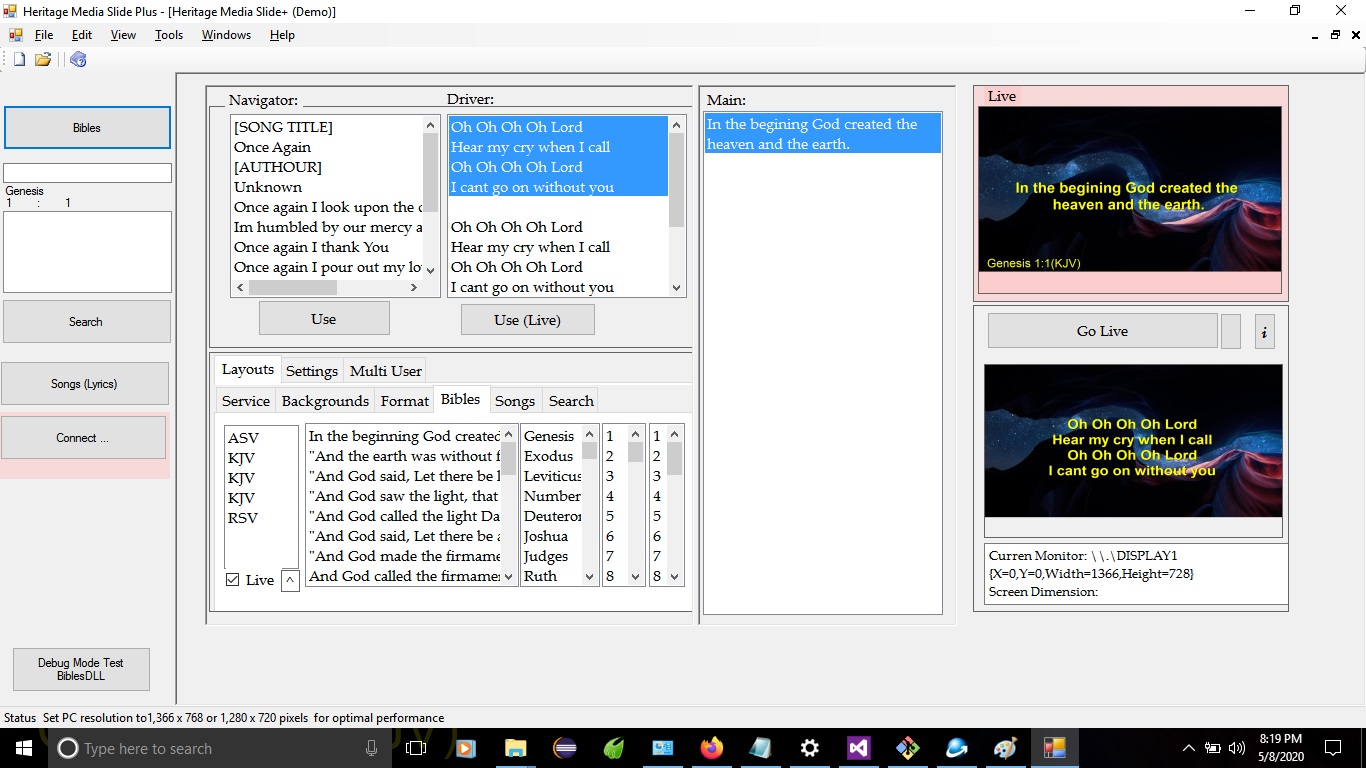 Heritage Media Slide Plus - [Heritage Media Slide+ (Demo)]
File Edit View Tools Windows Help
Bibles
Genesis
1 : 1
Search
Songs (Lyrics)
Connect ...
Debug Mode Test
BiblesDLL
Navigator:
[SONG TITLE]
Once Again
[AUTHOUR]
Unknown
Once again I look upon the
Im humbled by our mercy
Once again I thank You
Once again I pour out my
Use
Driver:
Oh Oh Oh Oh Lord
Hear my cry when I call
Oh Oh Oh Oh Lord
I cant go on without you
Oh Oh Oh Oh Lord
Hear my cry when I call
Oh Oh Oh Oh Lord
I cant go on without you
Use (Live)
Layouts Settings Multi User
Service Backgrounds Format Bibles Songs Search
ASV
KJV
KJV
KJV
RSV
Live ^
In the beginning God created
"And the earth was without
"And God said, Let there be
"And God saw the light, that
"And God called the light Da
"And God said, Let there be
"And God made the firmame
And God called the firmame
Genesis
Exodus
Leviticus
Number
Deutero
Joshua
Judges
Ruth
1
2
3
4
5
6
7
8
1
2
3
4
5
6
7
8
Main:
In the begining God created the
heaven and the earth.
Live
In the begining God created the
heaven and the earth.
Genesis 1:1(KJV)
Go Live
i
Oh Oh Oh Oh Lord
Hear my cry when I call
Oh Oh Oh Oh Lord
I cant go on without you
Curren Monitor: \\.\DISPLAY1
{X=0,Y=0,Width=1366,Height=728}
Screen Dimension:
Status Set PC resolution to1,366 x 768 or 1,280 x 720 pixels for optimal performance
Type here to search
8:19 PM
5/8/2020